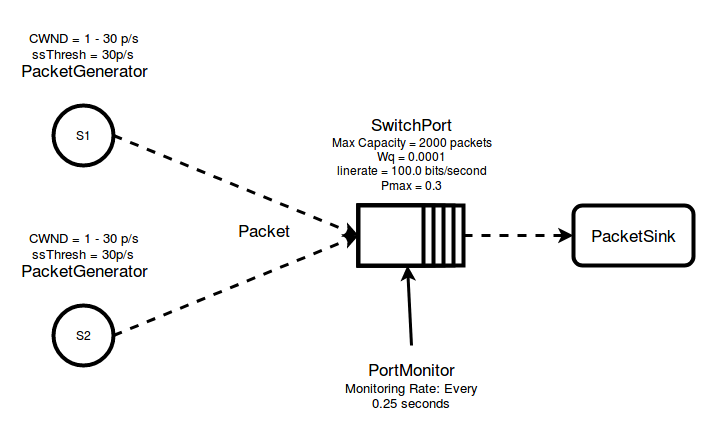 CWND = 1 - 30 p/s
ssThresh = 30p/s
PacketGenerator
S1
SwitchPort
Max Capacity = 2000 packets
Wq = 0.0001
linerate = 100.0 bits/second
Pmax = 0.3
Packet
PacketSink
CWND = 1 - 30 p/s
ssThresh = 30p/s
PacketGenerator
S2
PortMonitor
Monitoring Rate: Every
0.25 seconds